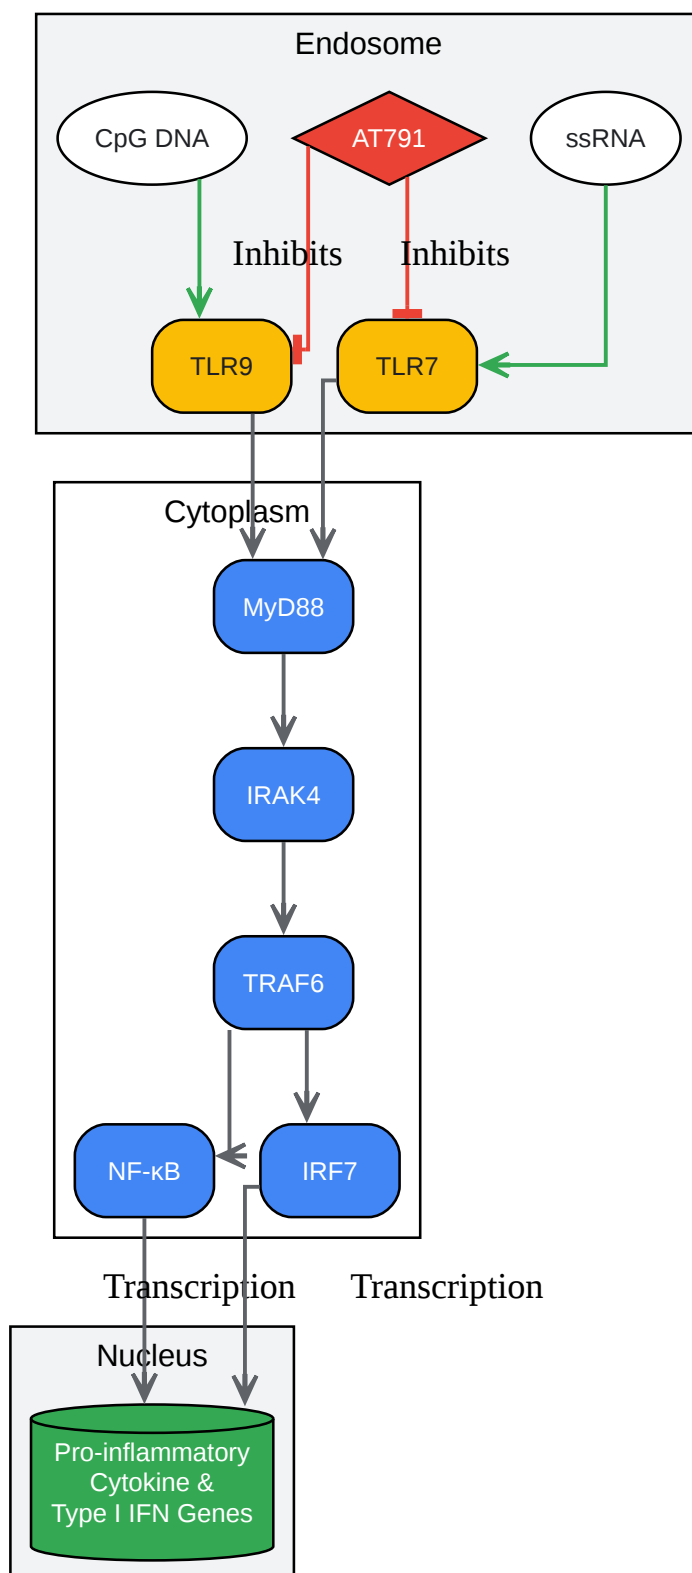 Endosome
CpG DNA
AT791
ssRNA
Inhibits
Inhibits
TLR9
TLR7
Cytoplasm
MyD88
IRAK4
TRAF6
NF-κB
IRF7
Transcription
Transcription
Nucleus
Pro-inflammatory
Cytokine &
Type I IFN Genes